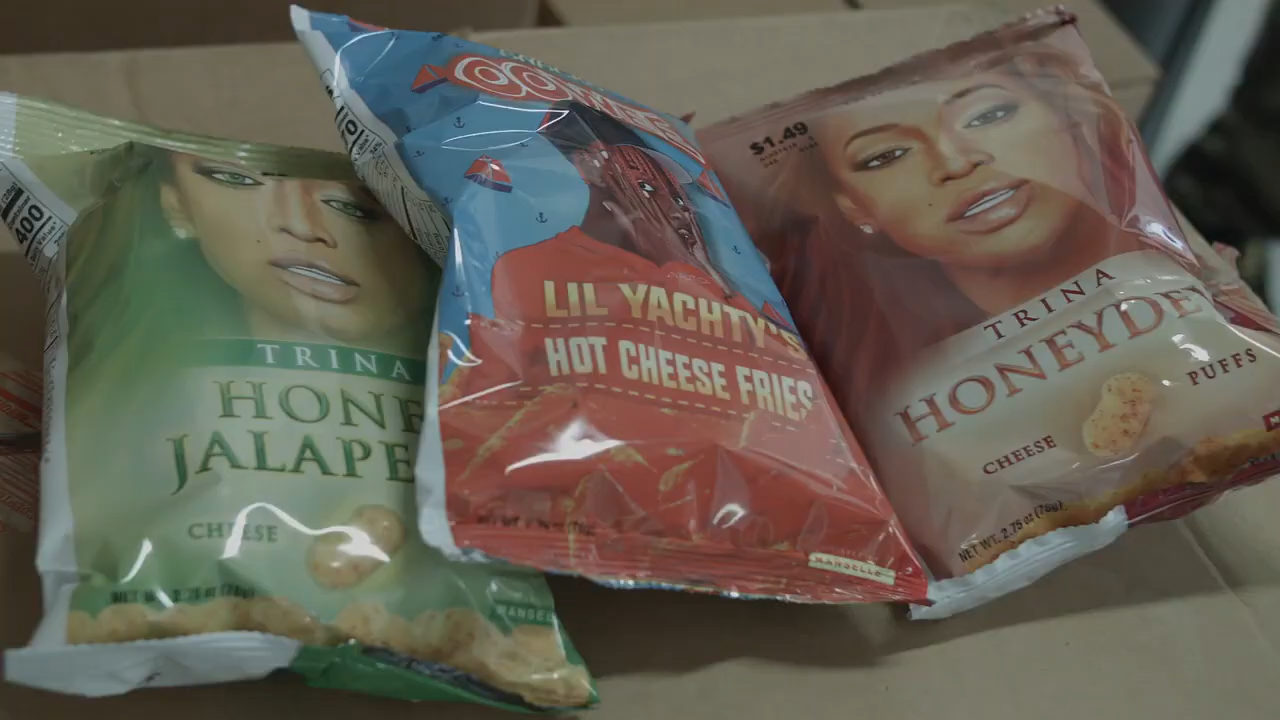 400
TRINA
HONE
JALAPE
CHEESE
LIL YACHTY'S
HOT CHEESE FRIES
$1.49
TRINA
HONEYDE
CHEESE
PUFFS
NET WT. 2.75 oz (78g)